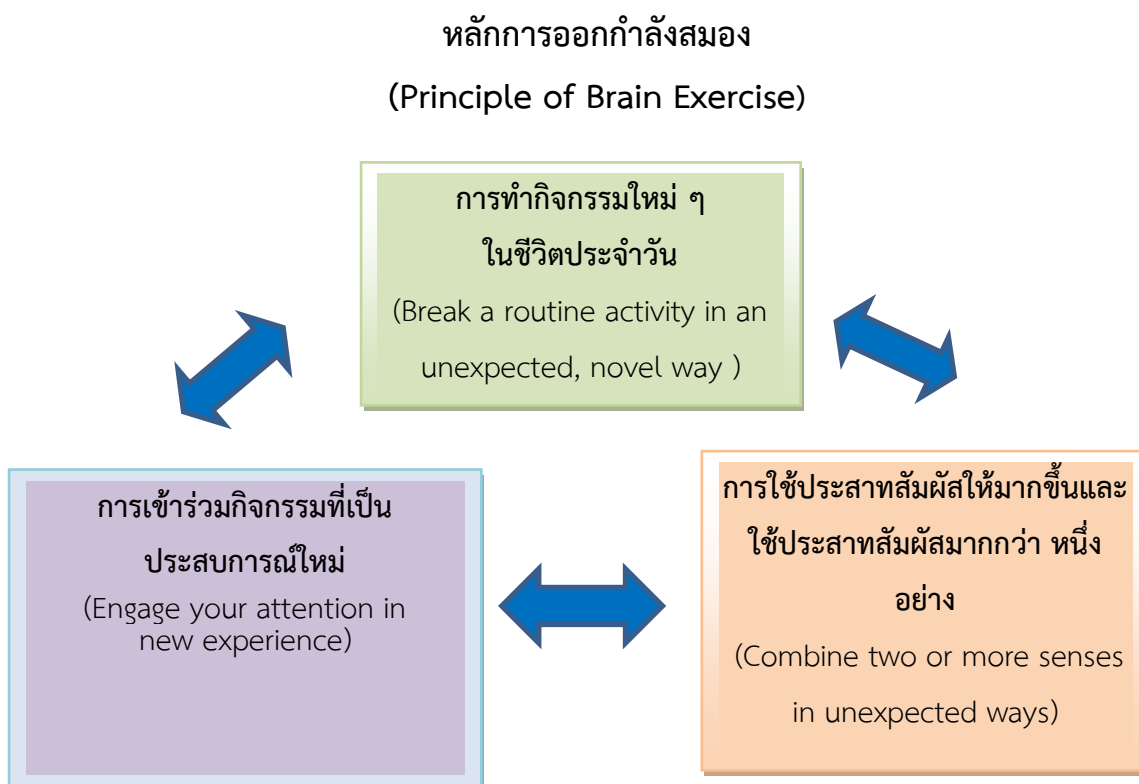 หลักการออกกำลังสมอง
(Principle of Brain Exercise)
การทำกิจกรรมใหม่ ๆ
ในชีวิตประจำวัน
(Break a routine activity in an
unexpected, novel way )
การเข้าร่วมกิจกรรมที่เป็น
ประสบการณ์ใหม่
(Engage your attention in
new experience)
การใช้ประสาทสัมผัสให้มากขึ้นและ
ใช้ประสาทสัมผัสมากกว่า หนึ่ง
อย่าง
(Combine two or more senses
in unexpected ways)